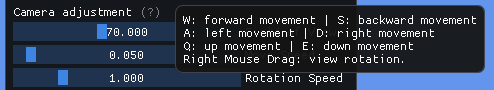 Camera adjustment (?)
W: forward movement | S: backward movement
A: left movement | D: right movement
Q: up movement | E: down movement
Right Mouse Drag: view rotation.
70.000
0.050
1.000 Rotation Speed